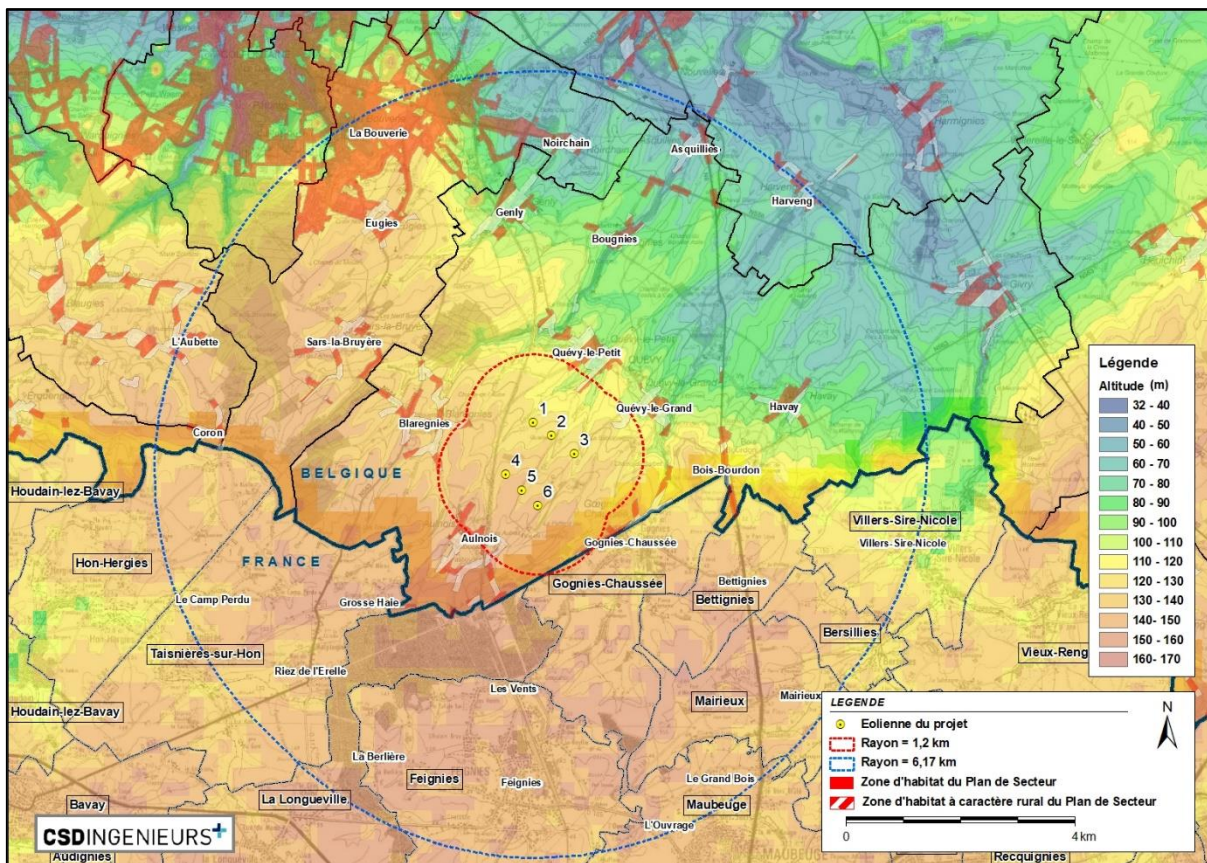 La Bouverie
Noirchain
Asquillies
Harmignies
Harveng
Eugies
Genly
Bougnies
L'Aubette
Sars-la-Bruyère
Quévy-le-Petit
Quévy-le-Grand
Havay
Blaregnies
Coron
BELGIQUE
1
2
3
4
5
6
Bois-Bourdon
Houdain-lez-Bavay
FRANCE
Aulnois
Gognies-Chaussée
Villers-Sire-Nicole
Villers-Sire-Nicole
Hon-Hergies
Gognies-Chaussée
Bettignies
Bettignies
Le Camp Perdu
Grosse Haie
Taisnières-sur-Hon
Bersillies
Vieux-Reng
Riez de l'Erelle
Les Vents
Mairieux
Mairieux
Houdain-lez-Bavay
La Berlière
Feignies
Feignies
Le Grand Bois
La Longueville
Maubeuge
Bavay
L'Ouvrage
Audignies
Recquignies
Légende
Altitude (m)
32 - 40
40 - 50
50 - 60
60 - 70
70 - 80
80 - 90
90 - 100
100 - 110
110 - 120
120 - 130
130 - 140
140 - 150
150 - 160
160 - 170
LEGENDE
Eolienne du projet
Rayon = 1,2 km
Rayon = 6,17 km
Zone d'habitat du Plan de Secteur
Zone d'habitat à caractère rural du Plan de Secteur
N
0
4 km
CSDINGENIEURS+